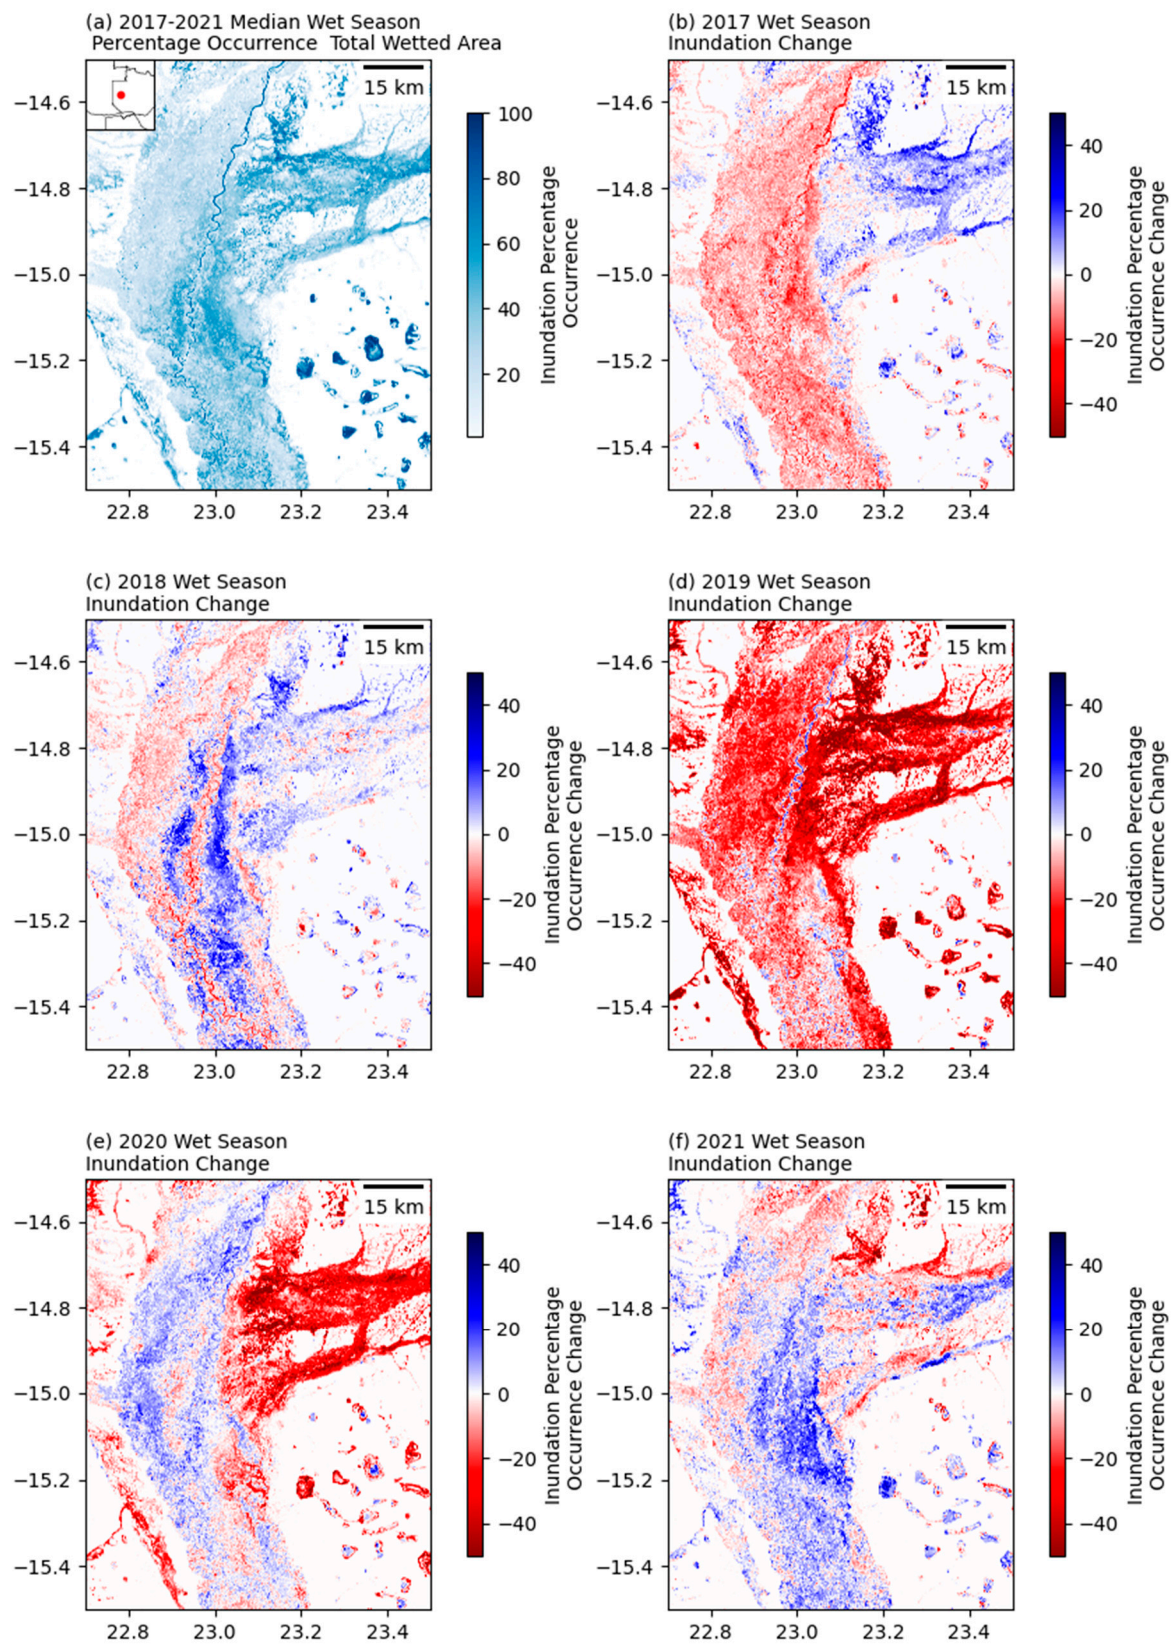 (a) 2017-2021 Median Wet Season
Percentage Occurrence  Total Wetted Area
15 km
−14.6
−14.8
−15.0
−15.2
−15.4
22.8
23.0
23.2
23.4
100
80
60
40
20
Inundation Percentage
Occurrence
(b) 2017 Wet Season
Inundation Change
15 km
−14.6
−14.8
−15.0
−15.2
−15.4
22.8
23.0
23.2
23.4
40
20
0
−20
−40
Inundation Percentage
Occurrence Change
(c) 2018 Wet Season
Inundation Change
15 km
−14.6
−14.8
−15.0
−15.2
−15.4
22.8
23.0
23.2
23.4
40
20
0
−20
−40
Inundation Percentage
Occurrence Change
(d) 2019 Wet Season
Inundation Change
15 km
−14.6
−14.8
−15.0
−15.2
−15.4
22.8
23.0
23.2
23.4
40
20
0
−20
−40
Inundation Percentage
Occurrence Change
(e) 2020 Wet Season
Inundation Change
15 km
−14.6
−14.8
−15.0
−15.2
−15.4
22.8
23.0
23.2
23.4
40
20
0
−20
−40
Inundation Percentage
Occurrence Change
(f) 2021 Wet Season
Inundation Change
15 km
−14.6
−14.8
−15.0
−15.2
−15.4
22.8
23.0
23.2
23.4
40
20
0
−20
−40
Inundation Percentage
Occurrence Change